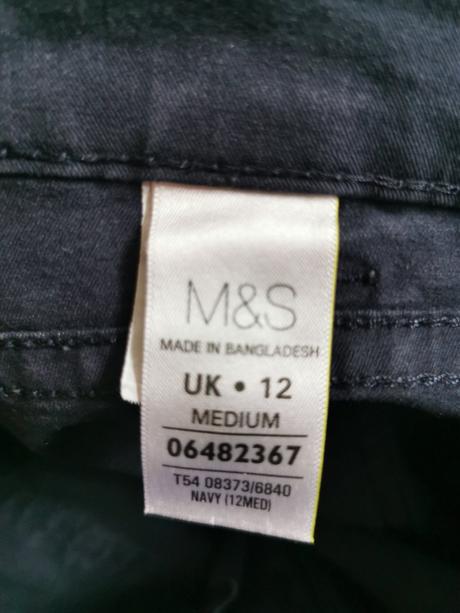 M&S
MADE IN BANGLADESH
UK • 12
MEDIUM
06482367
T54 08373/6840
NAVY (12MED)